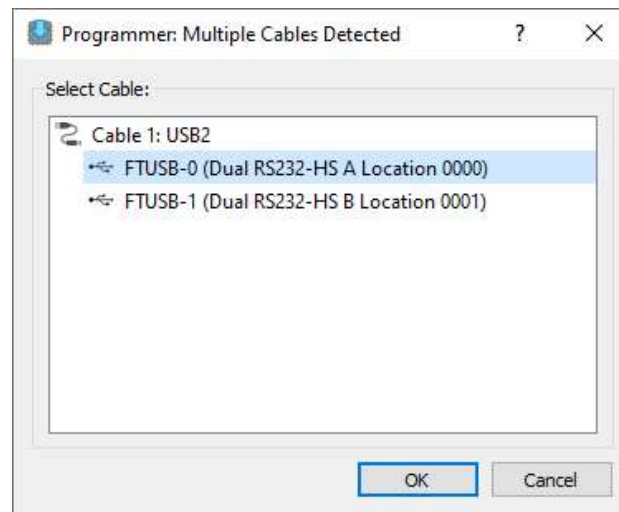 Programmer: Multiple Cables Detected ?
Select Cable:
Cable 1: USB2
FTUSB-0 (Dual RS232-HS A Location 0000)
FTUSB-1 (Dual RS232-HS B Location 0001)
OK Cancel